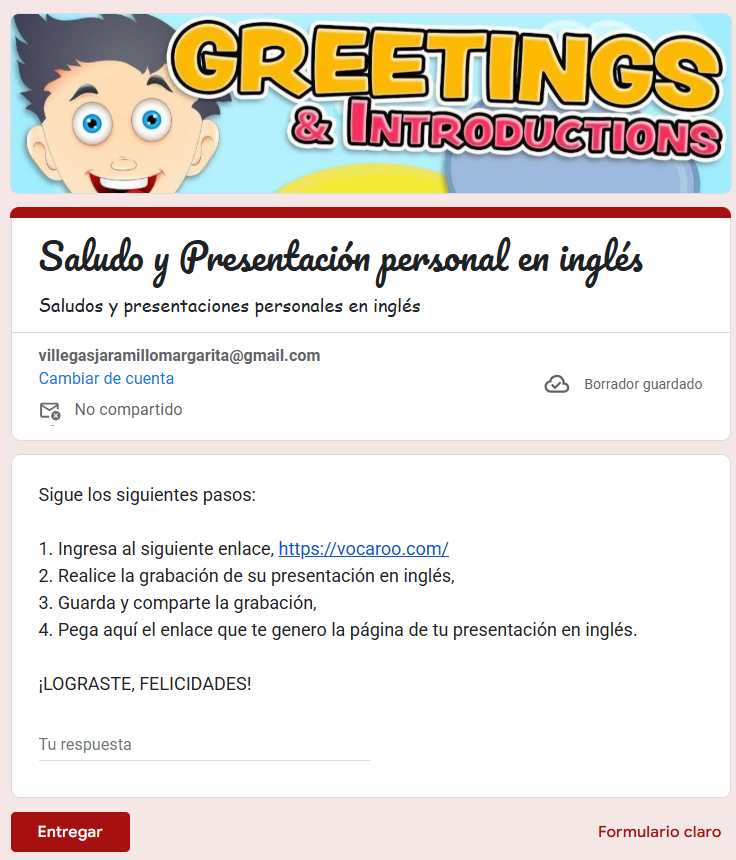 GREETINGS
& INTRODUCTIONS
Saludo y Presentación personal en inglés
Saludos y presentaciones personales en inglés
villegasjaramillomargarita@gmail.com
Cambiar de cuenta
Borrador guardado
No compartido
Sigue los siguientes pasos:
1. Ingresa al siguiente enlace, https://vocaroo.com/
2. Realice la grabación de su presentación en inglés,
3. Guarda y comparte la grabación,
4. Pega aquí el enlace que te genero la página de tu presentación en inglés.
¡LOGRASTE, FELICIDADES!
Tu respuesta
Entregar
Formulario claro